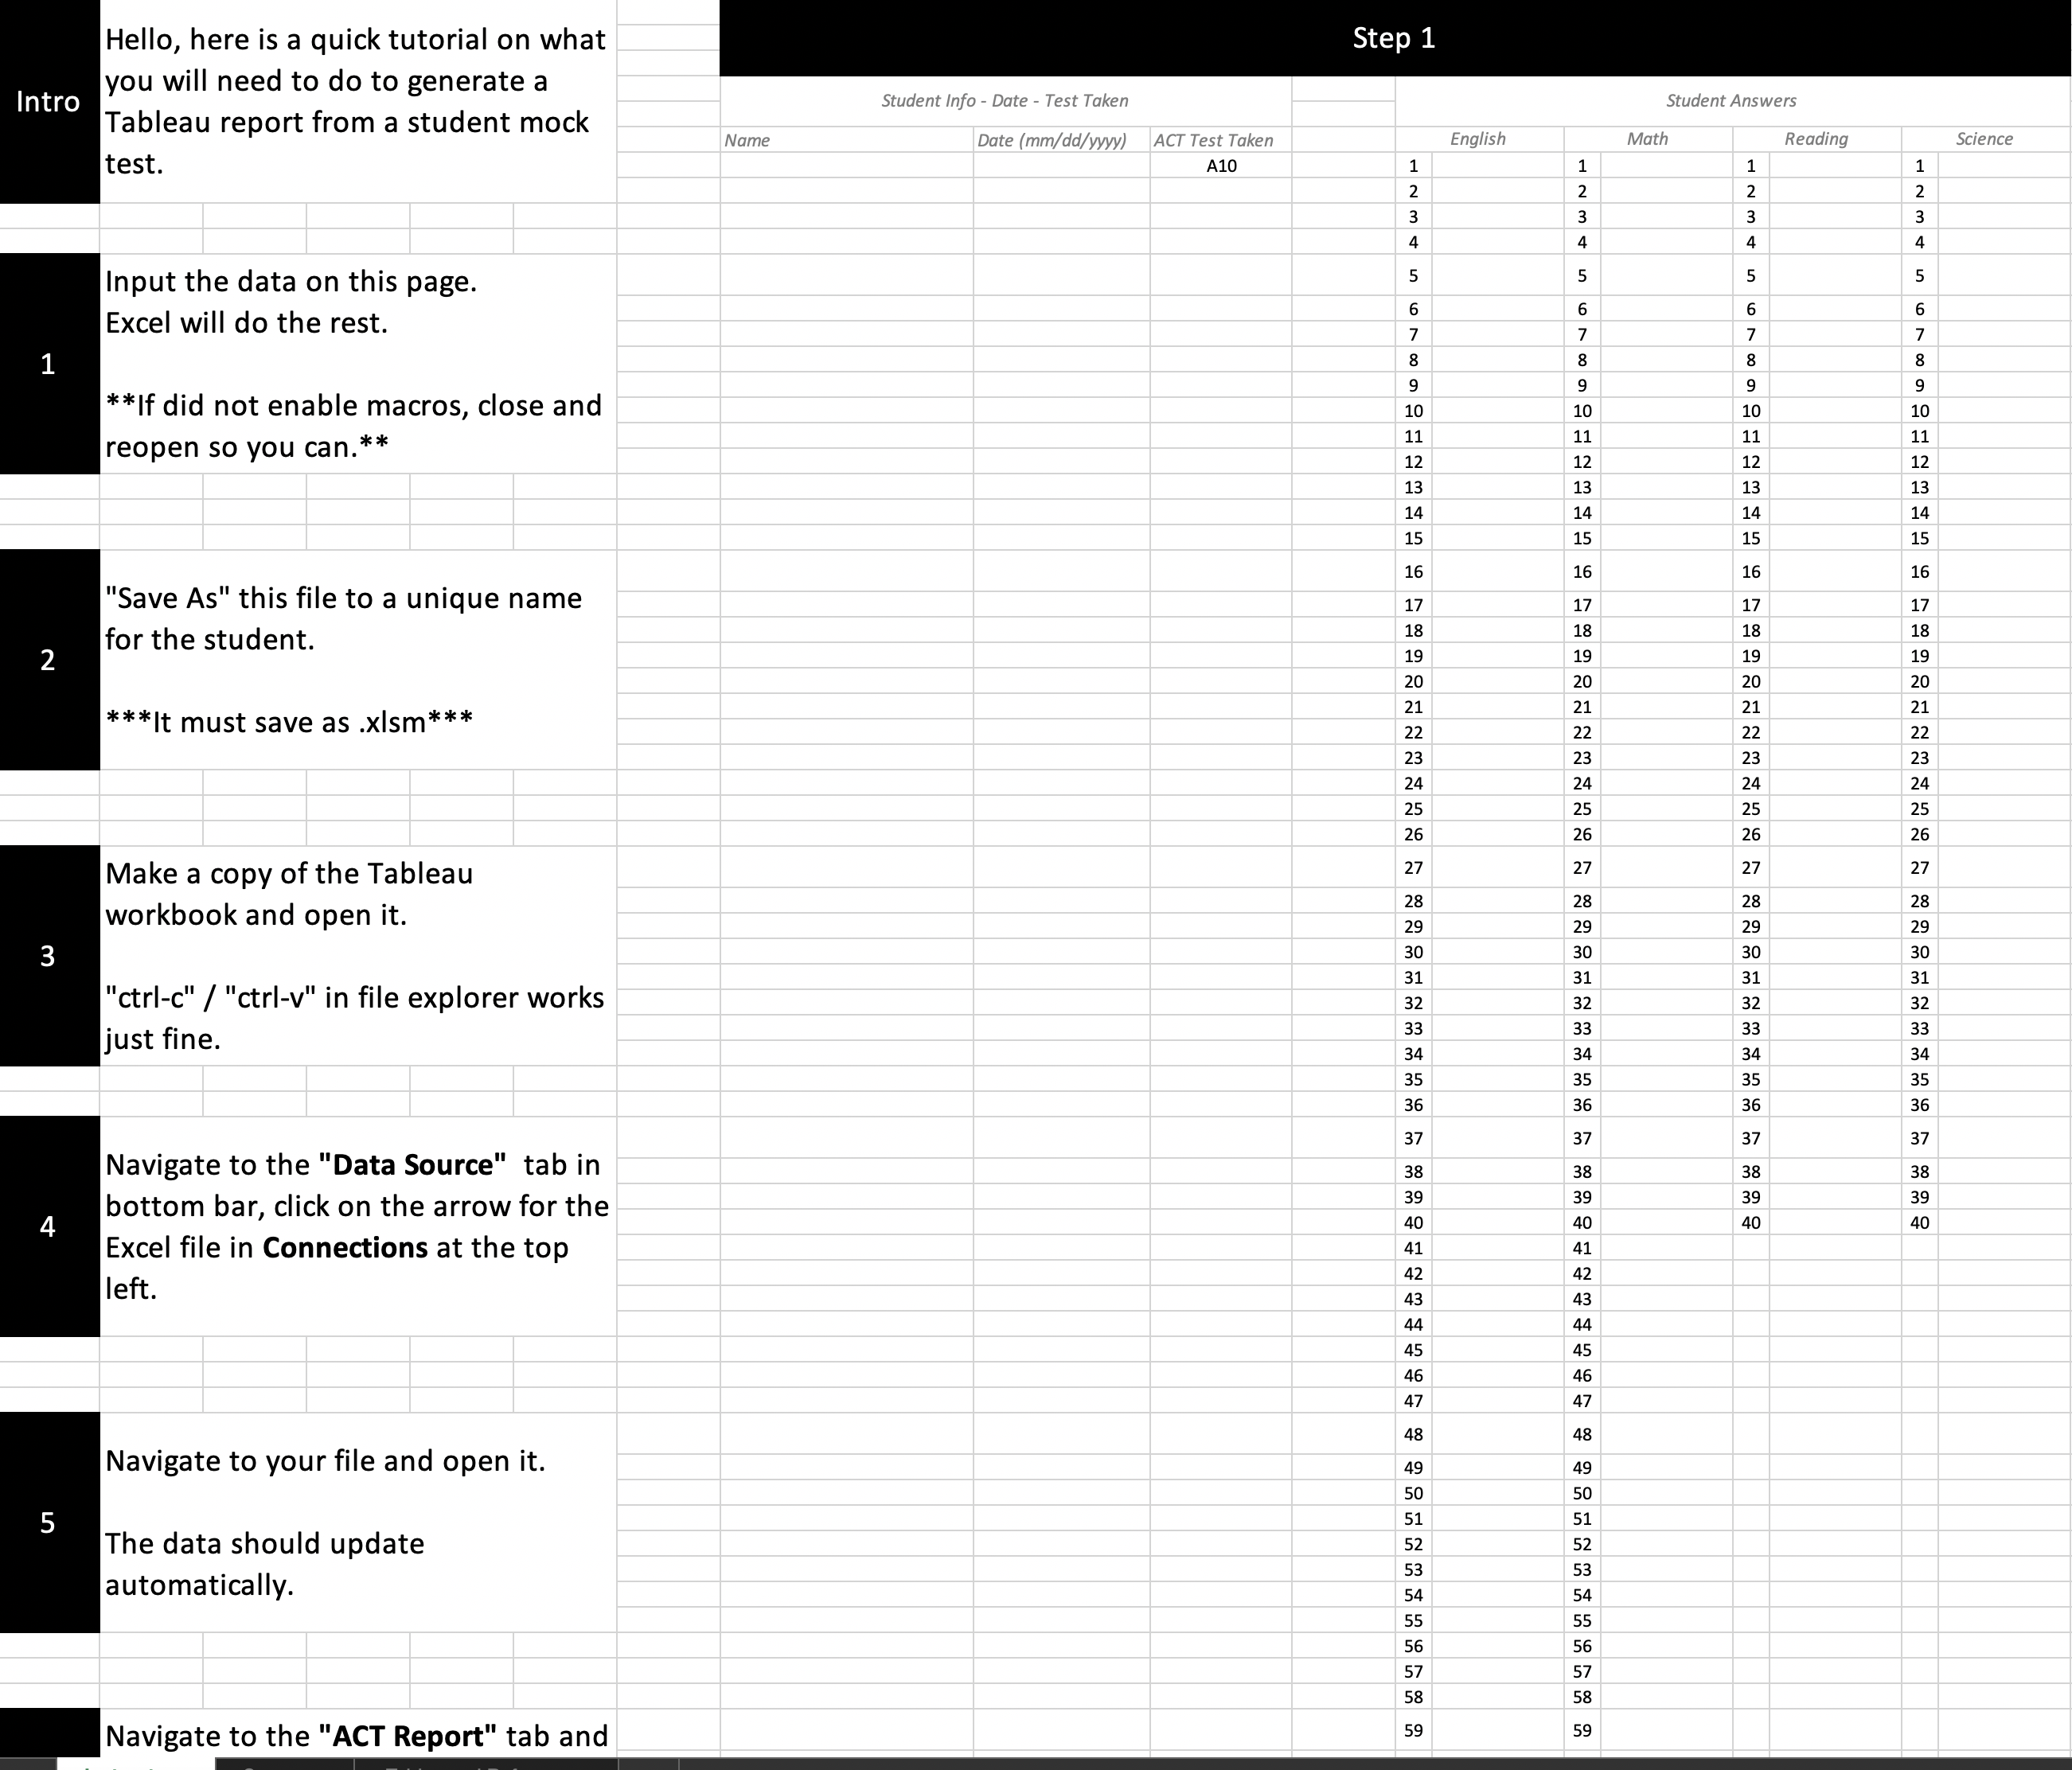 Intro
Hello, here is a quick tutorial on what
you will need to do to generate a
Tableau report from a student mock
test.
1
Input the data on this page.
Excel will do the rest.
**If did not enable macros, close and
reopen so you can.**
2
"Save As" this file to a unique name
for the student.
***It must save as .xlsm***
3
Make a copy of the Tableau
workbook and open it.
"ctrl-c" / "ctrl-v" in file explorer works
just fine.
4
Navigate to the "Data Source"  tab in
bottom bar, click on the arrow for the
Excel file in Connections at the top
left.
5
Navigate to your file and open it.
The data should update
automatically.
Navigate to the "ACT Report" tab and
Step 1
Student Info - Date - Test Taken Student Answers
Name Date (mm/dd/yyyy) ACT Test Taken English Math Reading Science
A10 1 1 1 1
2 2 2 2
3 3 3 3
4 4 4 4
5 5 5 5
6 6 6 6
7 7 7 7
8 8 8 8
9 9 9 9
10 10 10 10
11 11 11 11
12 12 12 12
13 13 13 13
14 14 14 14
15 15 15 15
16 16 16 16
17 17 17 17
18 18 18 18
19 19 19 19
20 20 20 20
21 21 21 21
22 22 22 22
23 23 23 23
24 24 24 24
25 25 25 25
26 26 26 26
27 27 27 27
28 28 28 28
29 29 29 29
30 30 30 30
31 31 31 31
32 32 32 32
33 33 33 33
34 34 34 34
35 35 35 35
36 36 36 36
37 37 37 37
38 38 38 38
39 39 39 39
40 40 40 40
41 41
42 42
43 43
44 44
45 45
46 46
47 47
48 48
49 49
50 50
51 51
52 52
53 53
54 54
55 55
56 56
57 57
58 58
59 59